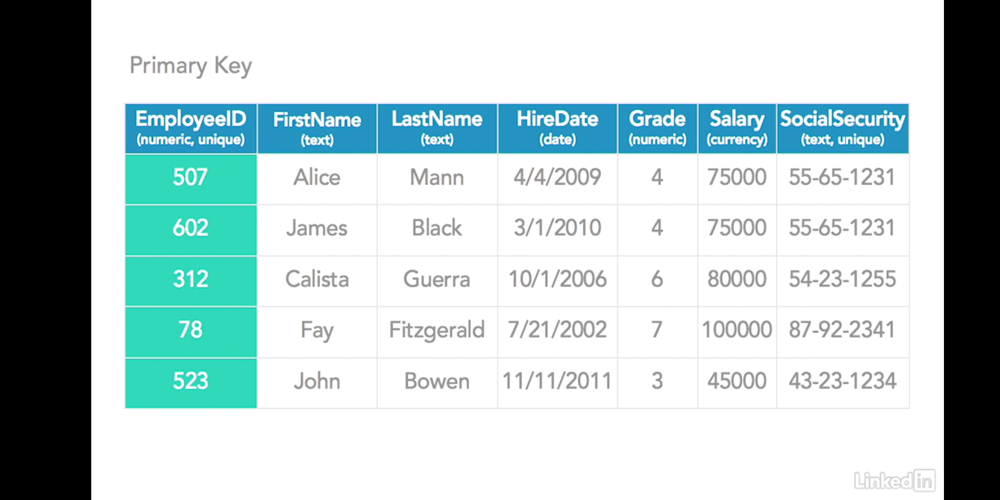 Primary Key
EmployeeID FirstName LastName HireDate Grade Salary SocialSecurity
(numeric, unique) (text) (text) (date) (numeric) (currency) (text, unique)
507 Alice Mann 4/4/2009 4 75000 55-65-1231
602 James Black 3/1/2010 4 75000 55-65-1231
312 Calista Guerra 10/1/2006 6 80000 54-23-1255
78 Fay Fitzgerald 7/21/2002 7 100000 87-92-2341
523 John Bowen 11/11/2011 3 45000 43-23-1234
Linked in